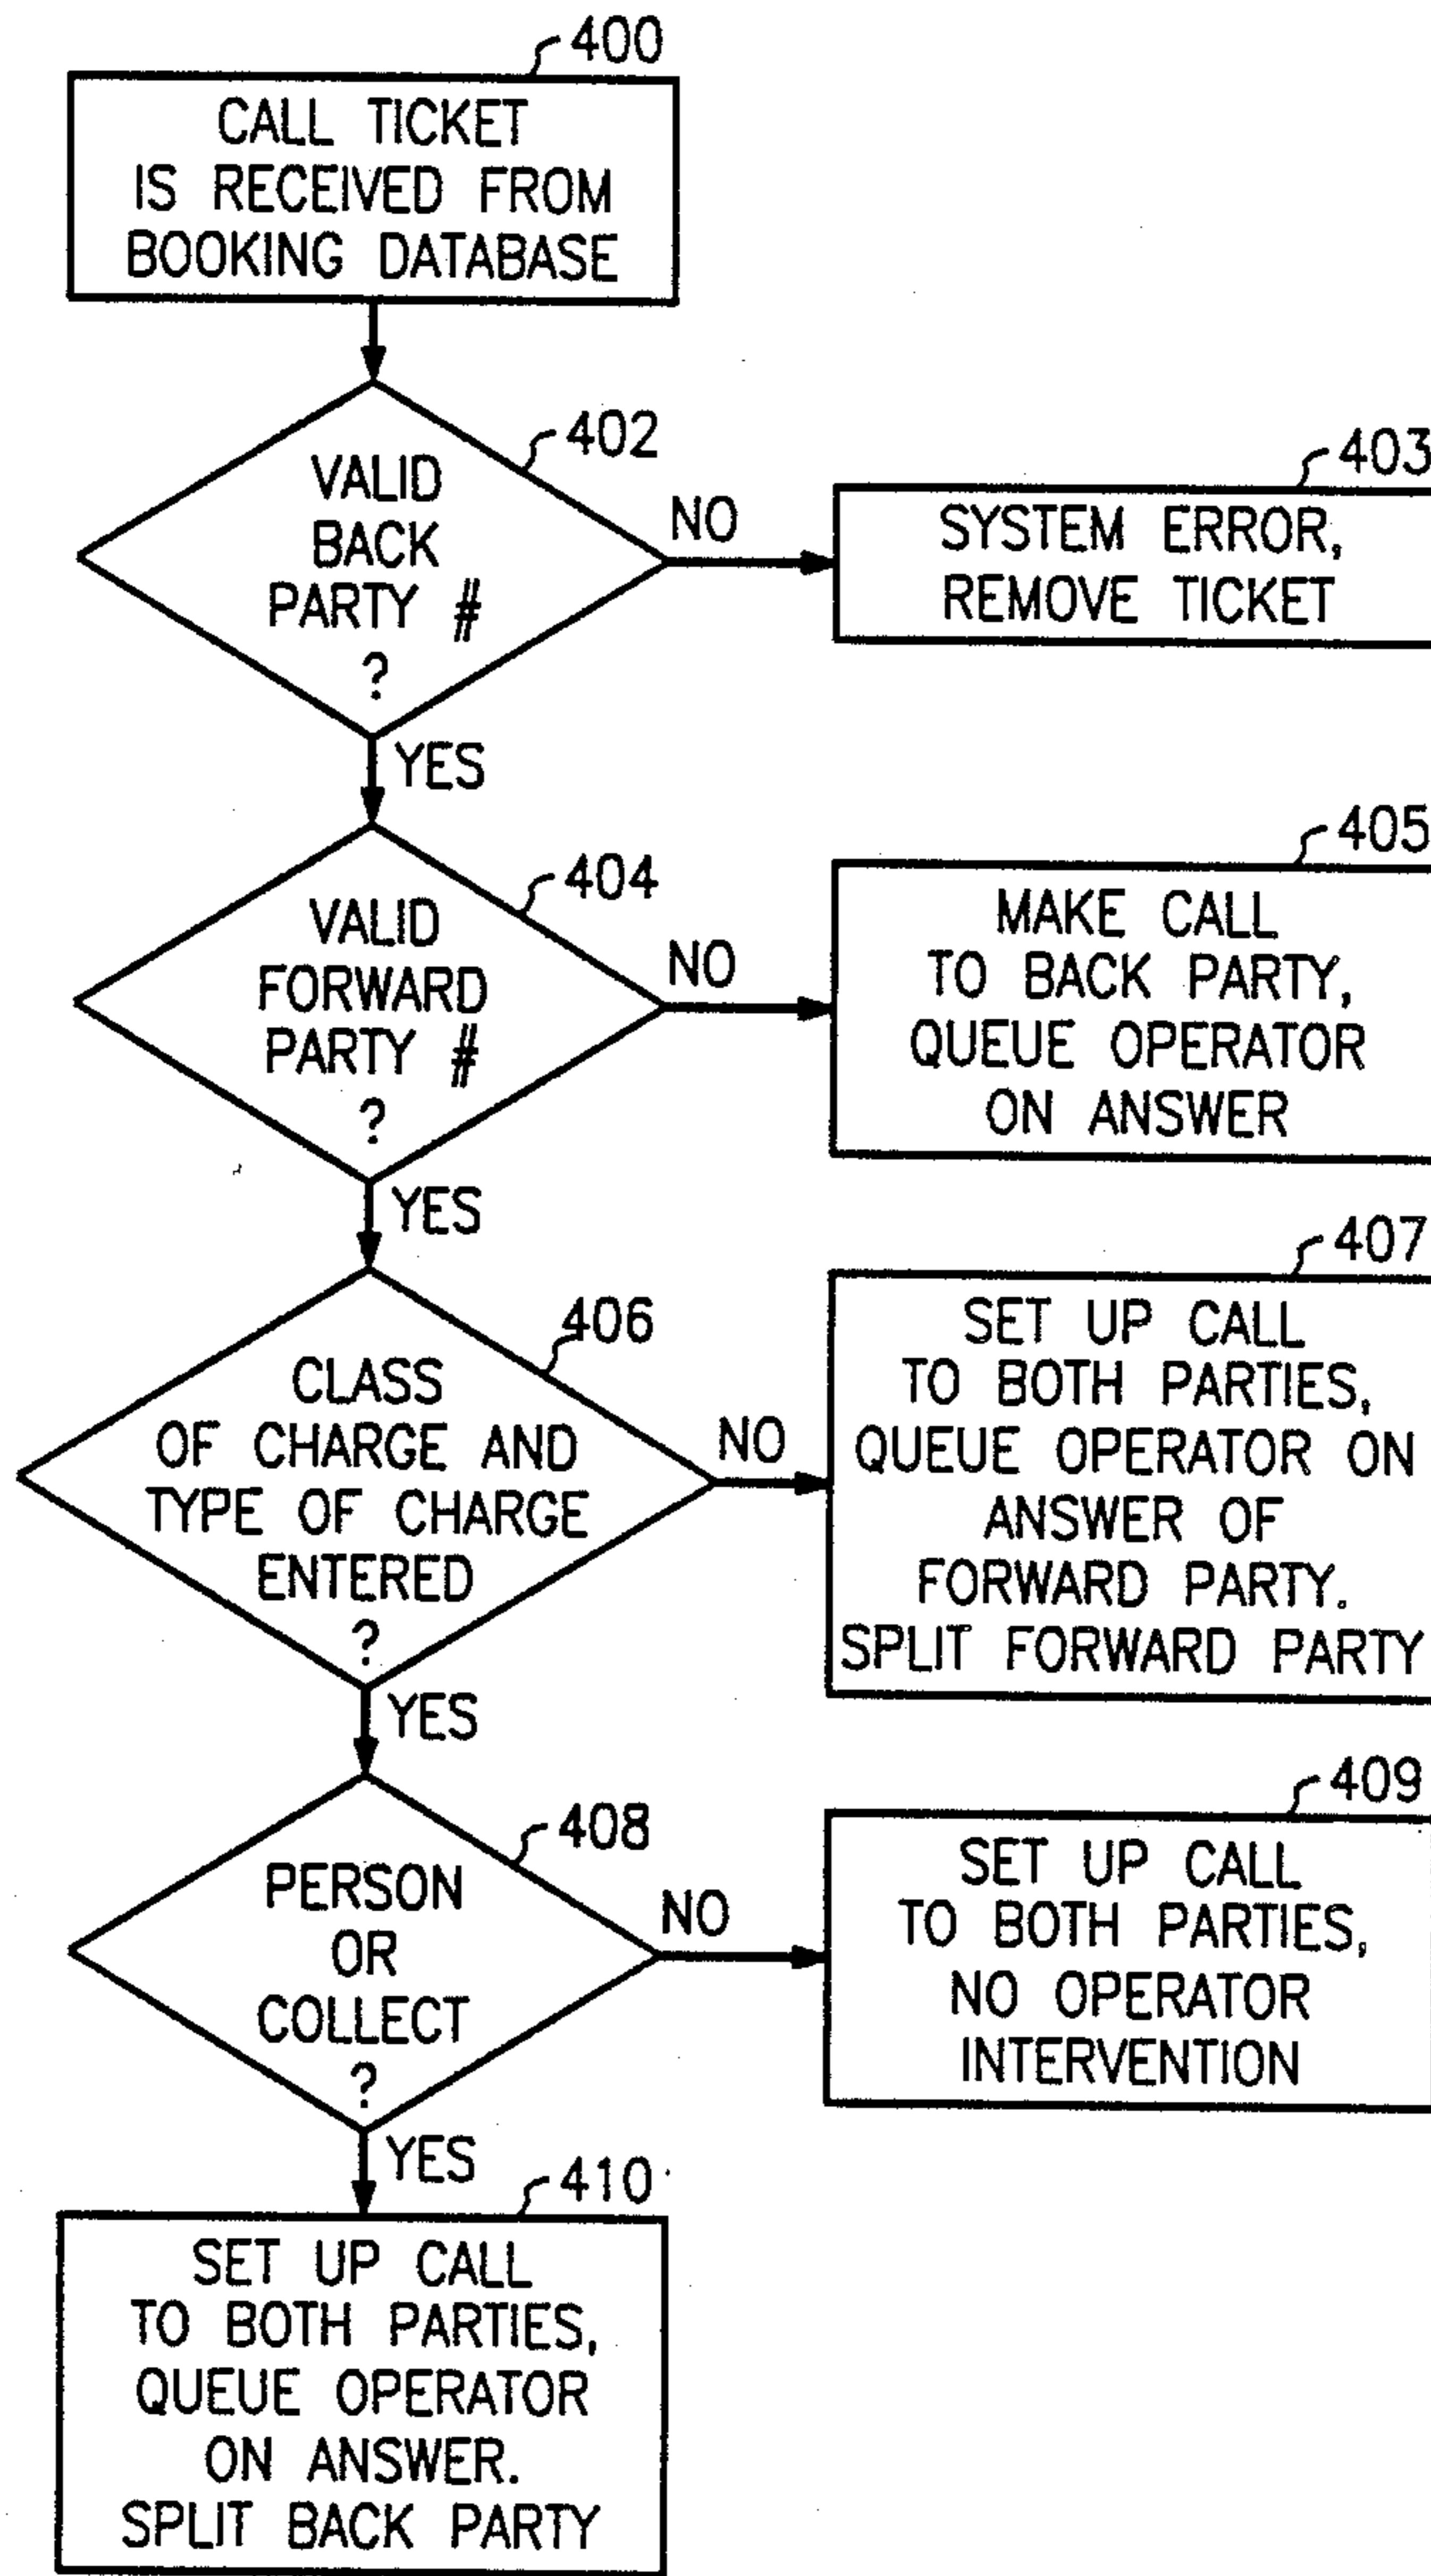 400
CALL TICKET
IS RECEIVED FROM
BOOKING DATABASE
402
VALID
BACK
PARTY #
?
NO
403
SYSTEM ERROR,
REMOVE TICKET
YES
404
VALID
FORWARD
PARTY #
?
NO
405
MAKE CALL
TO BACK PARTY,
QUEUE OPERATOR
ON ANSWER
YES
406
CLASS
OF CHARGE AND
TYPE OF CHARGE
ENTERED
?
NO
407
SET UP CALL
TO BOTH PARTIES,
QUEUE OPERATOR ON
ANSWER OF
FORWARD PARTY.
SPLIT FORWARD PARTY
YES
408
PERSON
OR
COLLECT
?
NO
409
SET UP CALL
TO BOTH PARTIES,
NO OPERATOR
INTERVENTION
YES
410
SET UP CALL
TO BOTH PARTIES,
QUEUE OPERATOR
ON ANSWER.
SPLIT BACK PARTY